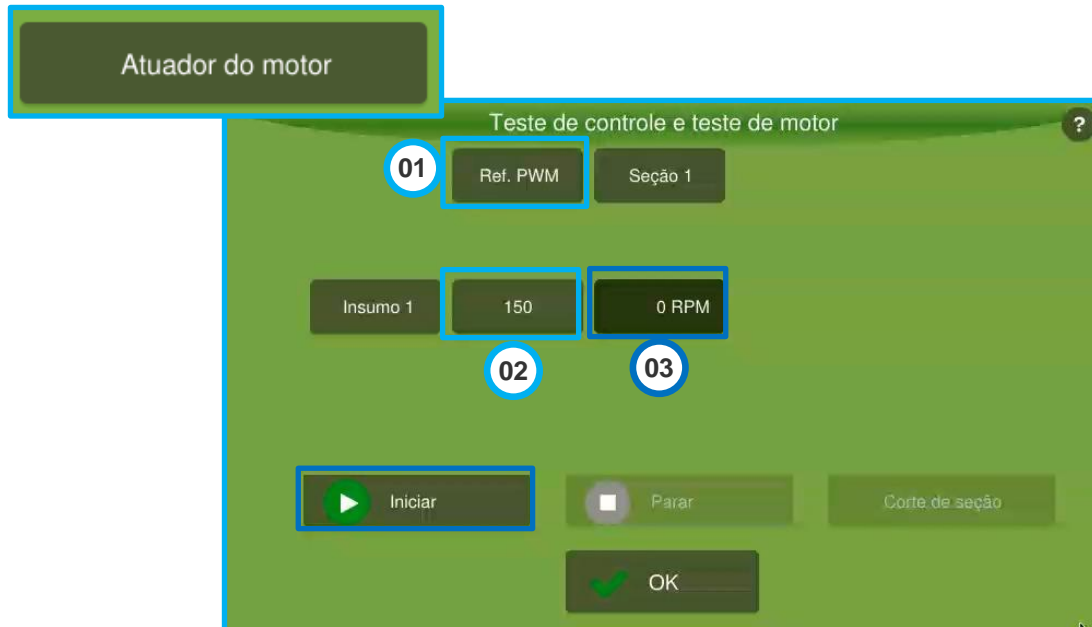 Atuador do motor
Teste de controle e teste de motor
?
01
Ref. PWM
Seção 1
Insumo 1
150
0 RPM
02
03
Iniciar
Parar
Corte de seção
OK